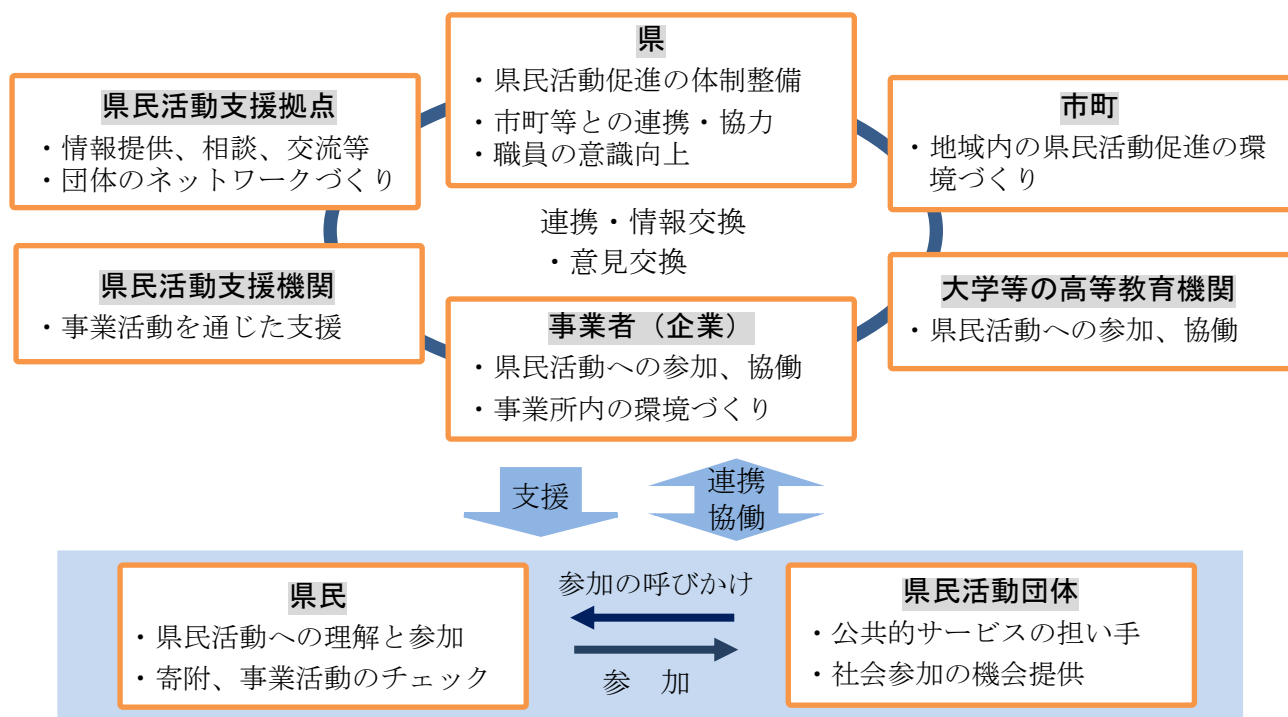 県
・県民活動促進の体制整備
・市町等との連携・協力
・職員の意識向上
県民活動支援拠点
・情報提供、相談、交流等
・団体のネットワークづくり
市町
・地域内の県民活動促進の環
境づくり
連携・情報交換
・意見交換
県民活動支援機関
・事業活動を通じた支援
事業者（企業）
・県民活動への参加、協働
・事業所内の環境づくり
大学等の高等教育機関
・県民活動への参加、協働
支援
連携
協働
県民
・県民活動への理解と参加
・寄附、事業活動のチェック
参加の呼びかけ
参　加
県民活動団体
・公共的サービスの担い手
・社会参加の機会提供